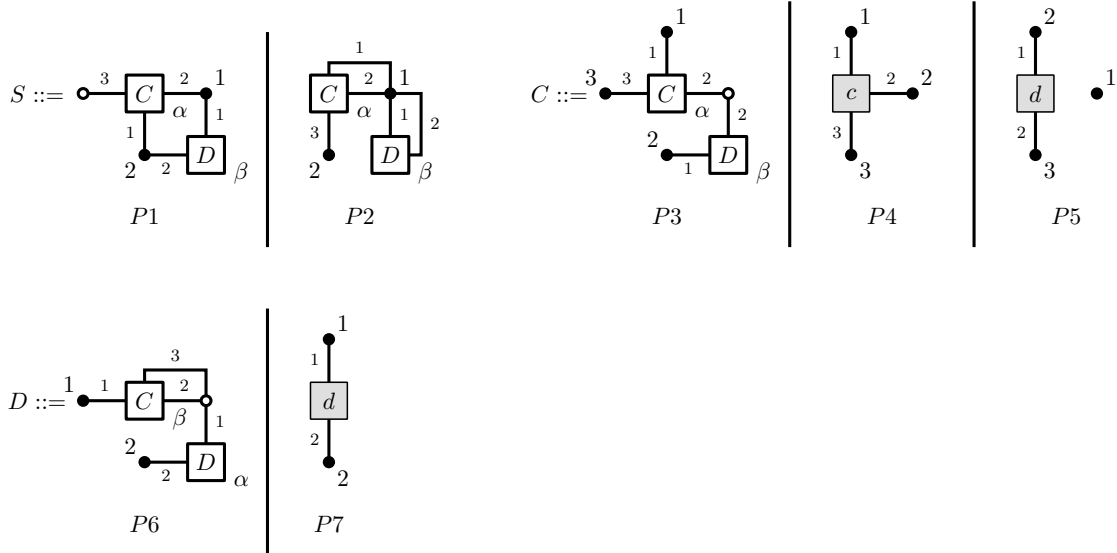 1 2 1 1 2
S ::= 3 C 2 1 C 2 1 C ::= 3 3 C 2 1 c 2 2 1 d 1
α α α
1 1 3 1 2 2 3 2
2 2 D β 2 D β 2 1 D β 3 3
P1 P2 P3 P4 P5
3 1
D ::= 1 1 C 2 1 d
β 1
2 2 D α 2 2
P6 P7